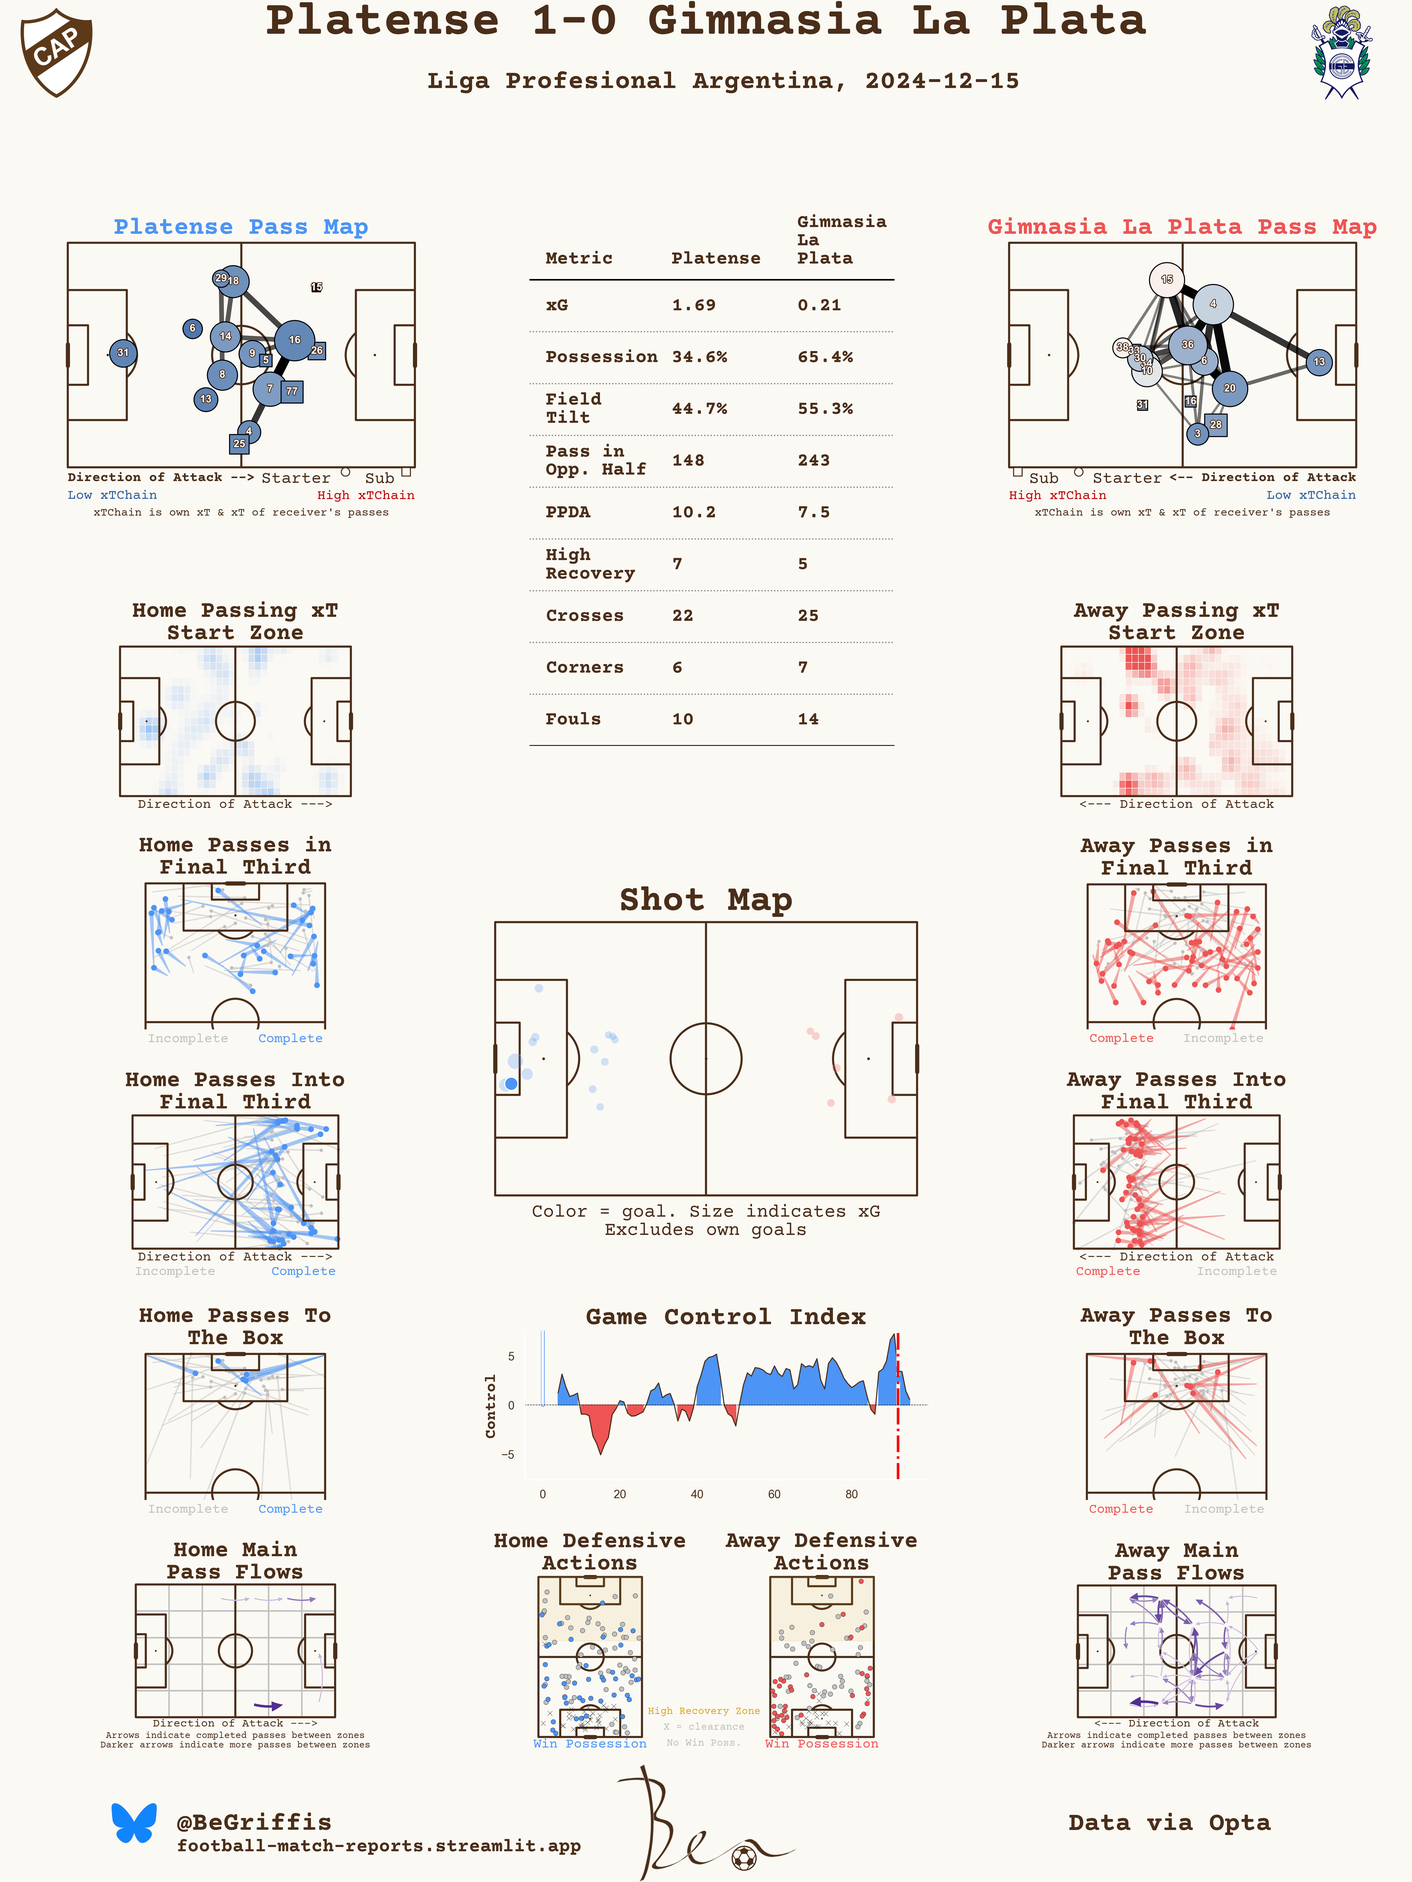 Platense 1-0 Gimnasia La Plata
Liga Profesional Argentina, 2024-12-15
CAP
Platense Pass Map
29
18
15
6
14
16
31
9
5
26
8
7
77
13
4
25
Direction of Attack --> Starter Sub
Low xTChain High xTChain
xTChain is own xT & xT of receiver's passes
Metric Platense Gimnasia
La
Plata
xG 1.69 0.21
Possession 34.6% 65.4%
Field
Tilt 44.7% 55.3%
Pass in
Opp. Half 148 243
PPDA 10.2 7.5
High
Recovery 7 5
Crosses 22 25
Corners 6 7
Fouls 10 14
Gimnasia La Plata Pass Map
15
4
38
33
36
30
6
13
10
20
31
16
28
3
Sub Starter <-- Direction of Attack
High xTChain Low xTChain
xTChain is own xT & xT of receiver's passes
Home Passing xT
Start Zone
Direction of Attack --->
Away Passing xT
Start Zone
<--- Direction of Attack
Home Passes in
Final Third
Incomplete Complete
Away Passes in
Final Third
Complete Incomplete
Shot Map
Color = goal. Size indicates xG
Excludes own goals
Home Passes Into
Final Third
Direction of Attack --->
Incomplete Complete
Away Passes Into
Final Third
<--- Direction of Attack
Complete Incomplete
Home Passes To
The Box
Incomplete Complete
Game Control Index
Control
5
0
−5
0 20 40 60 80
Away Passes To
The Box
Complete Incomplete
Home Main
Pass Flows
Direction of Attack --->
Arrows indicate completed passes between zones
Darker arrows indicate more passes between zones
Home Defensive
Actions
Win Possession
High Recovery Zone
X = clearance
No Win Poss.
Away Defensive
Actions
Win Possession
Away Main
Pass Flows
<--- Direction of Attack
Arrows indicate completed passes between zones
Darker arrows indicate more passes between zones
@BeGriffis
football-match-reports.streamlit.app
Ben
Data via Opta